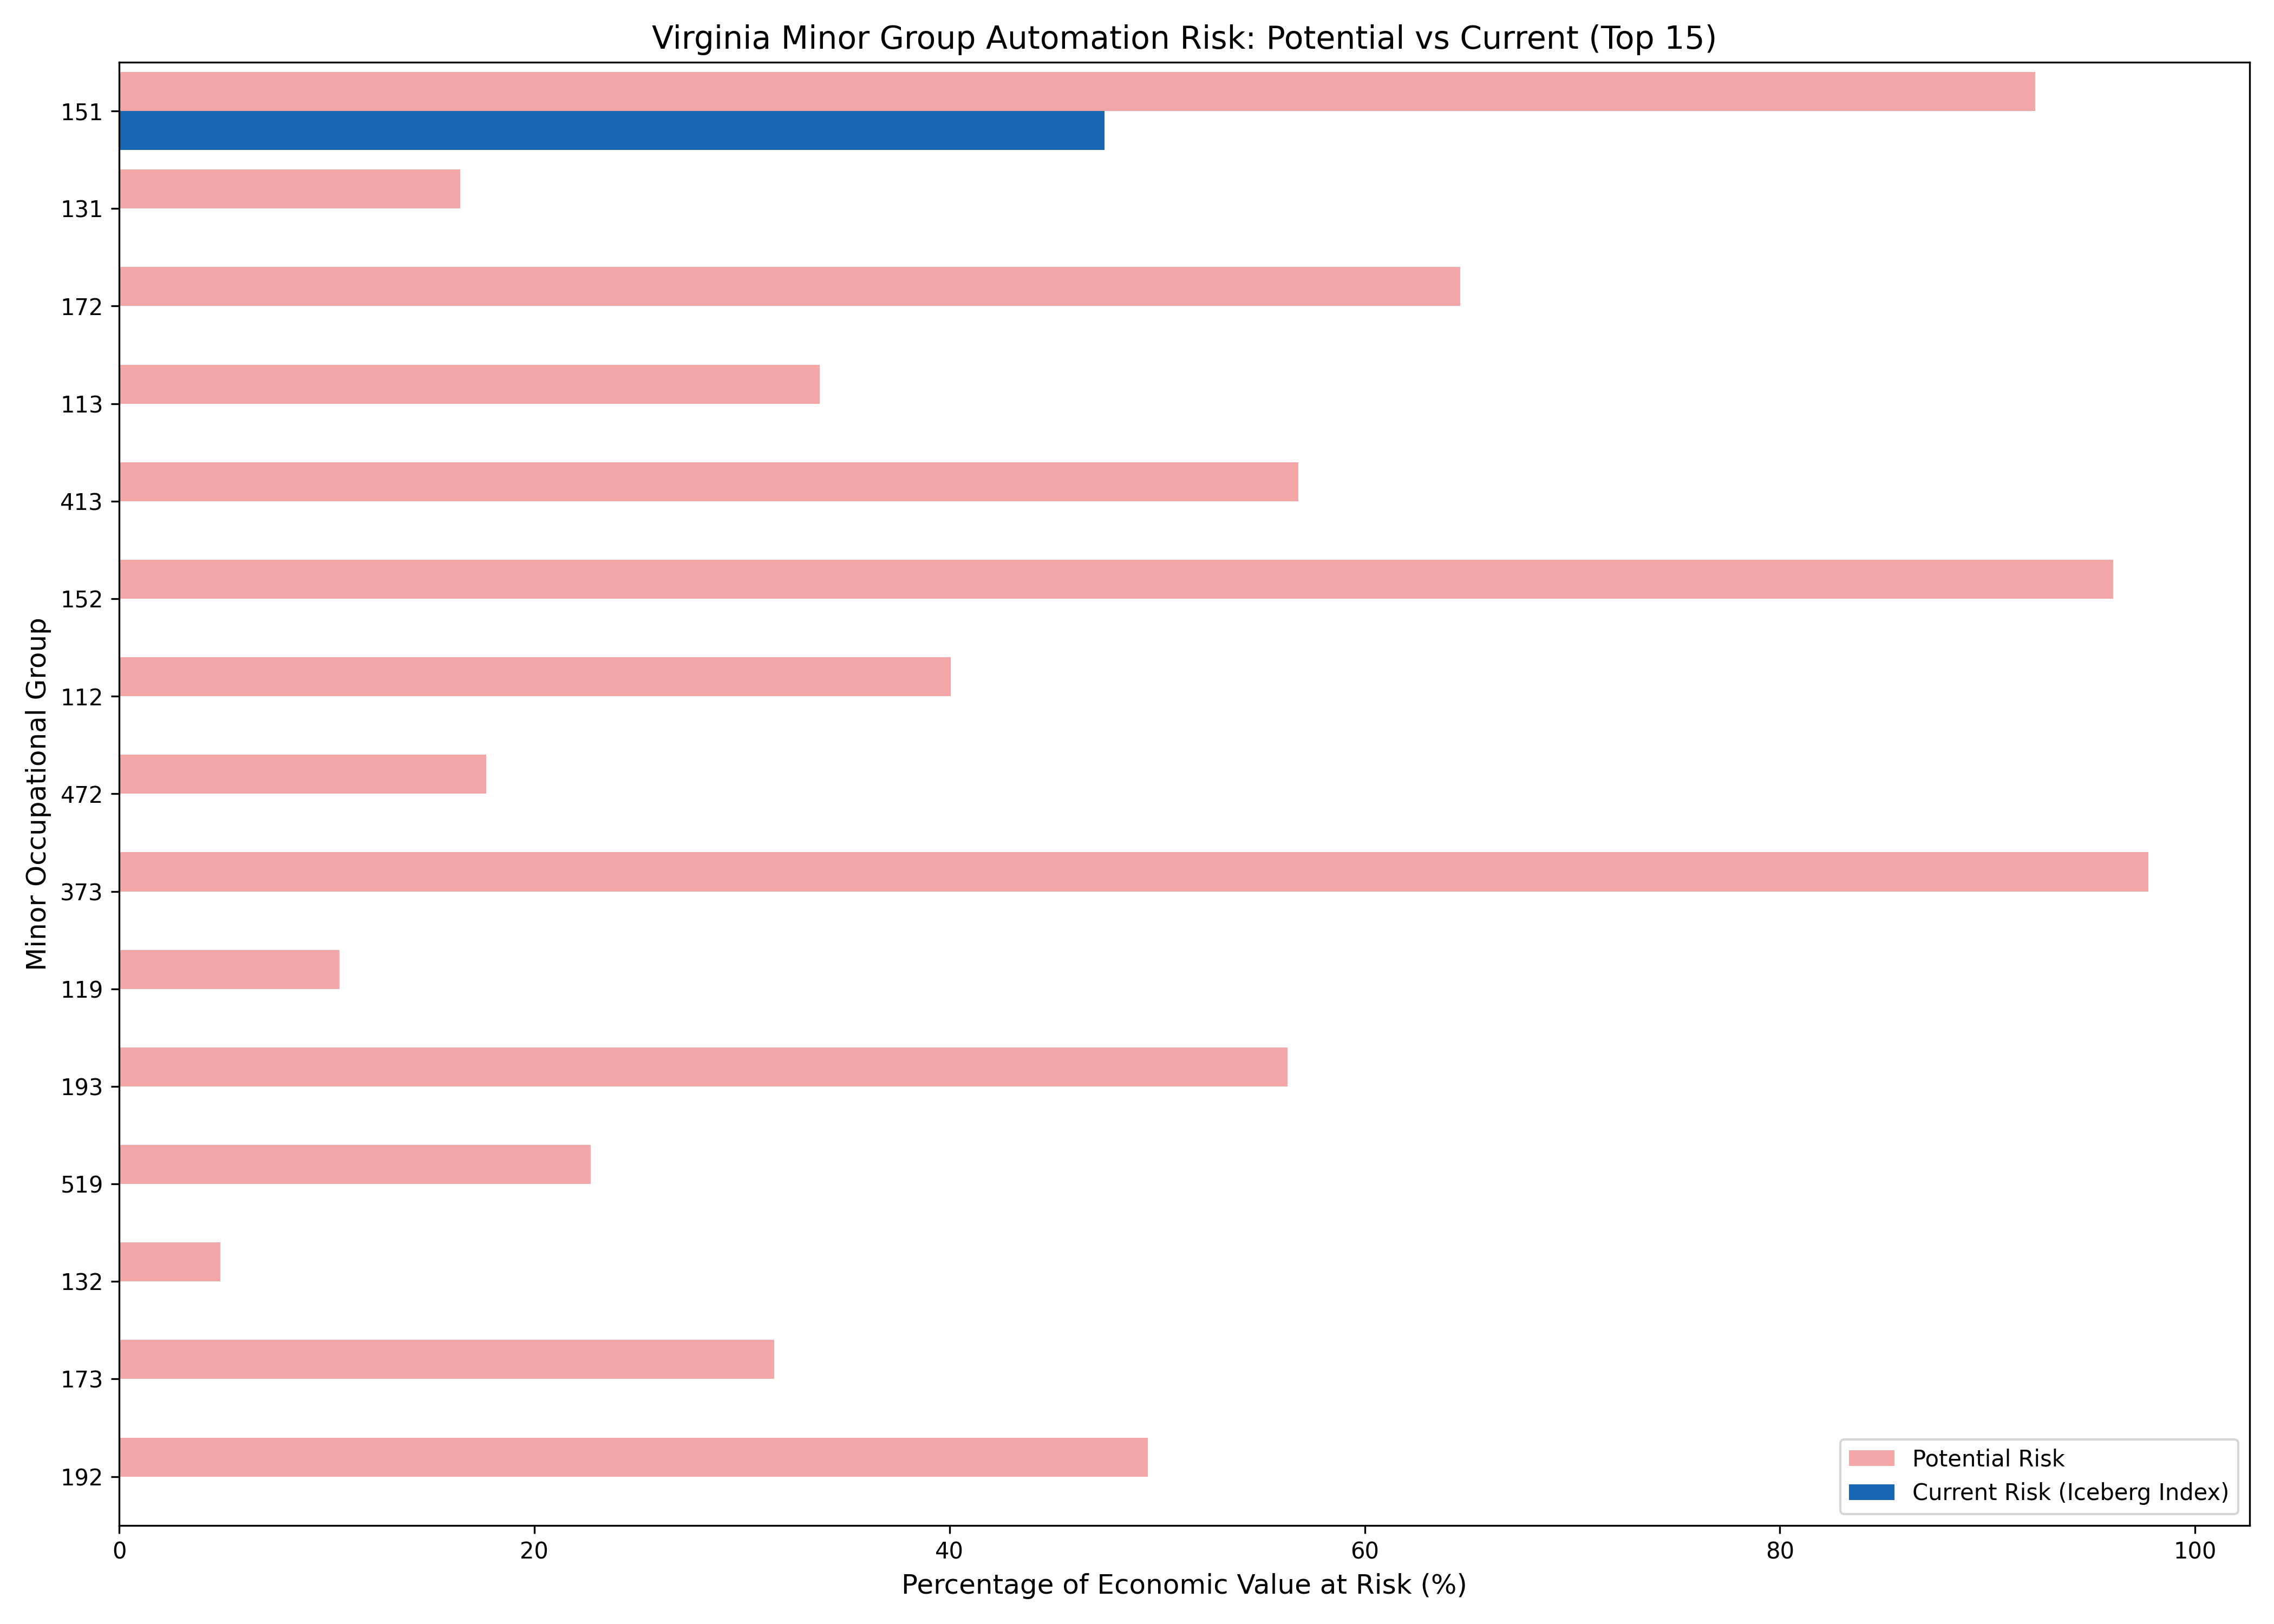 Virginia Minor Group Automation Risk: Potential vs Current (Top 15)
Minor Occupational Group
151
131
172
113
413
152
112
472
373
119
193
519
132
173
192
Potential Risk
Current Risk (Iceberg Index)
0 20 40 60 80 100
Percentage of Economic Value at Risk (%)